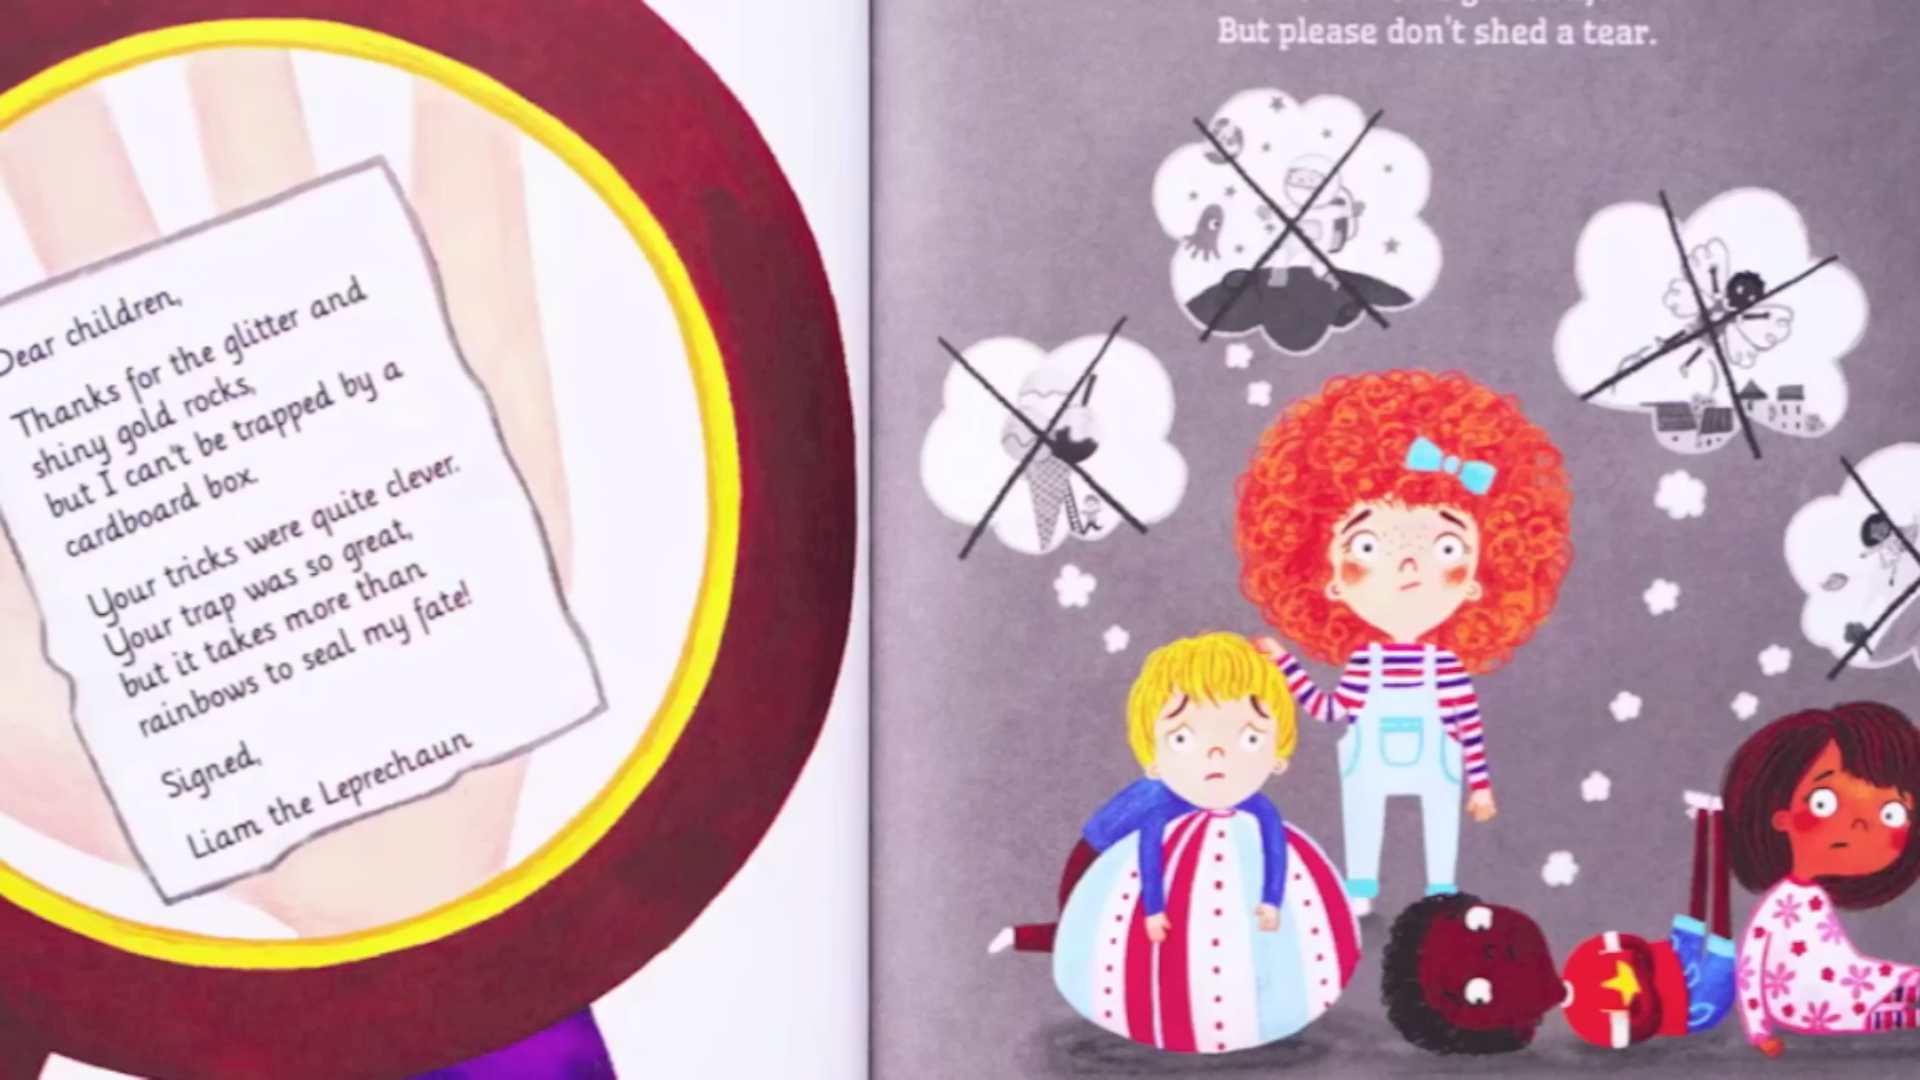 Dear children,
Thanks for the glitter and
shiny gold rocks,
but I can't be trapped by a
cardboard box.
Your tricks were quite clever.
Your trap was so great,
but it takes more than
rainbows to seal my fate!
Signed,
Liam the Leprechaun
But please don't shed a tear.